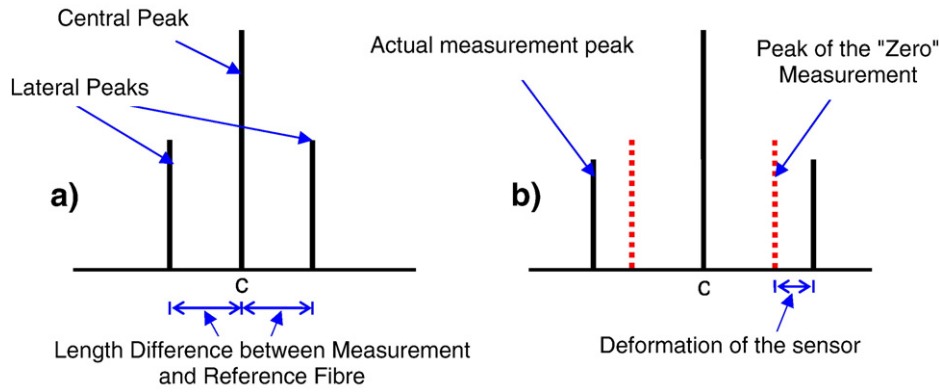 Central Peak
Lateral Peaks
a)
c
Length Difference between Measurement
and Reference Fibre
Actual measurement peak
Peak of the "Zero"
Measurement
b)
c
Deformation of the sensor